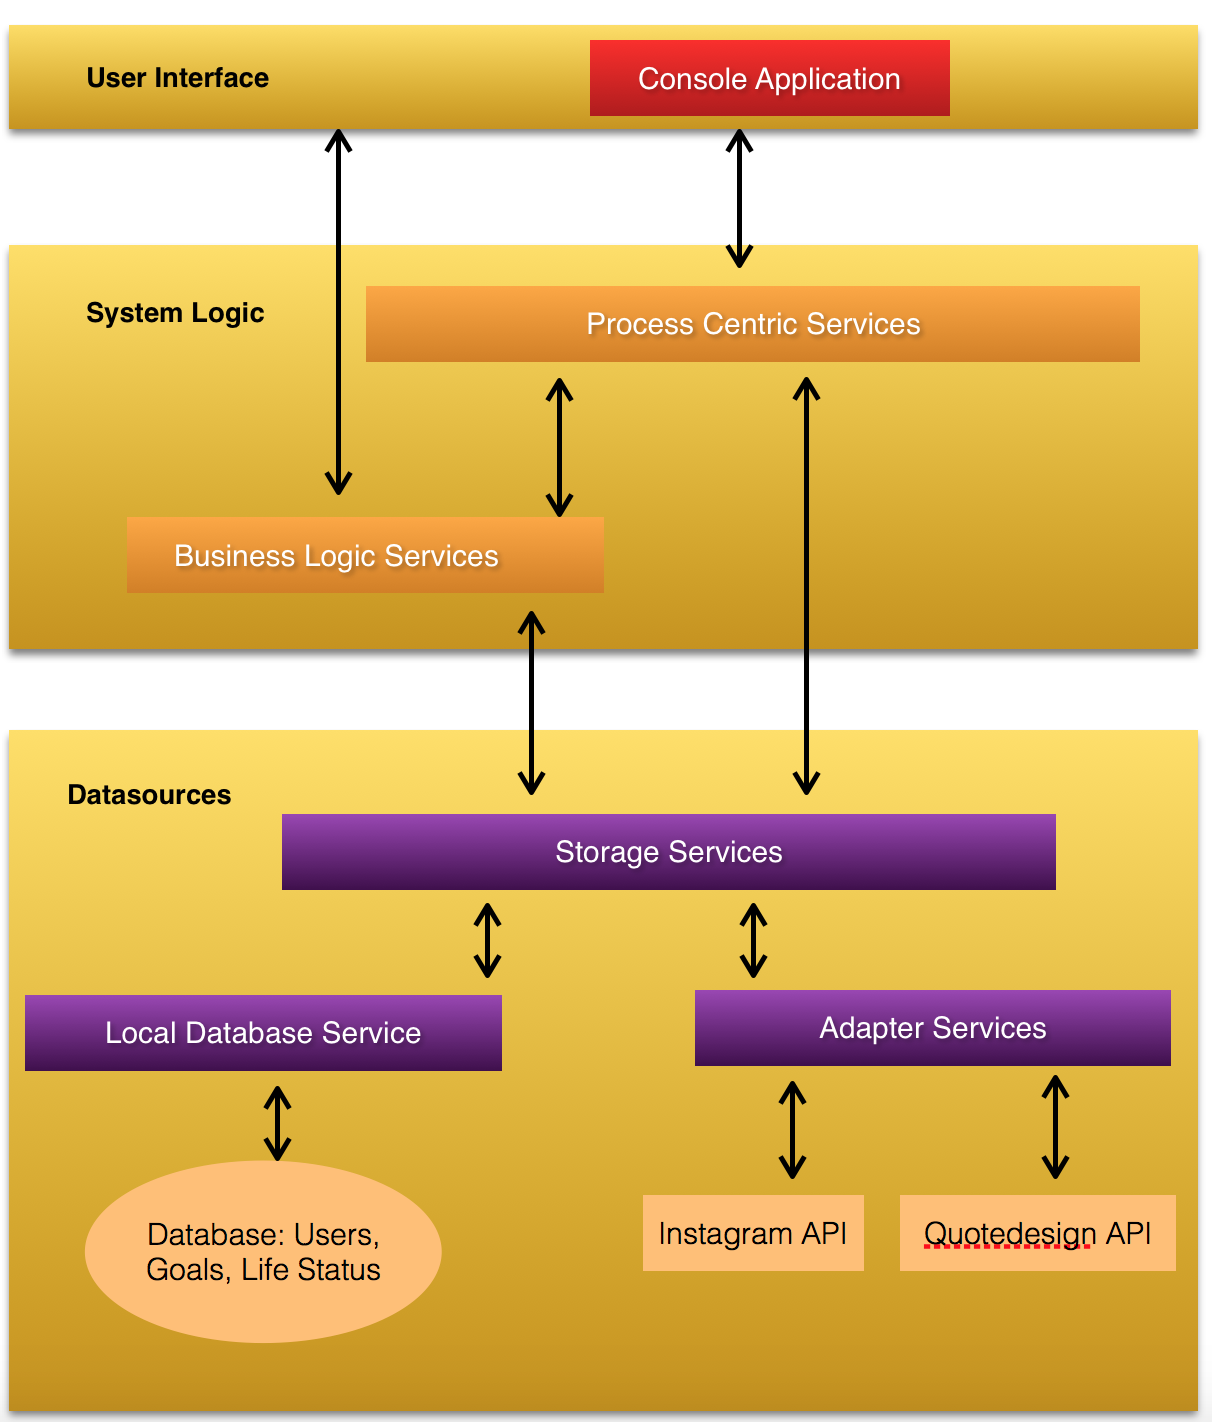 User Interface
Console Application
System Logic
Process Centric Services
Business Logic Services
Datasources
Storage Services
Local Database Service
Adapter Services
Database: Users,
Goals, Life Status
Instagram API
Quotedesign API